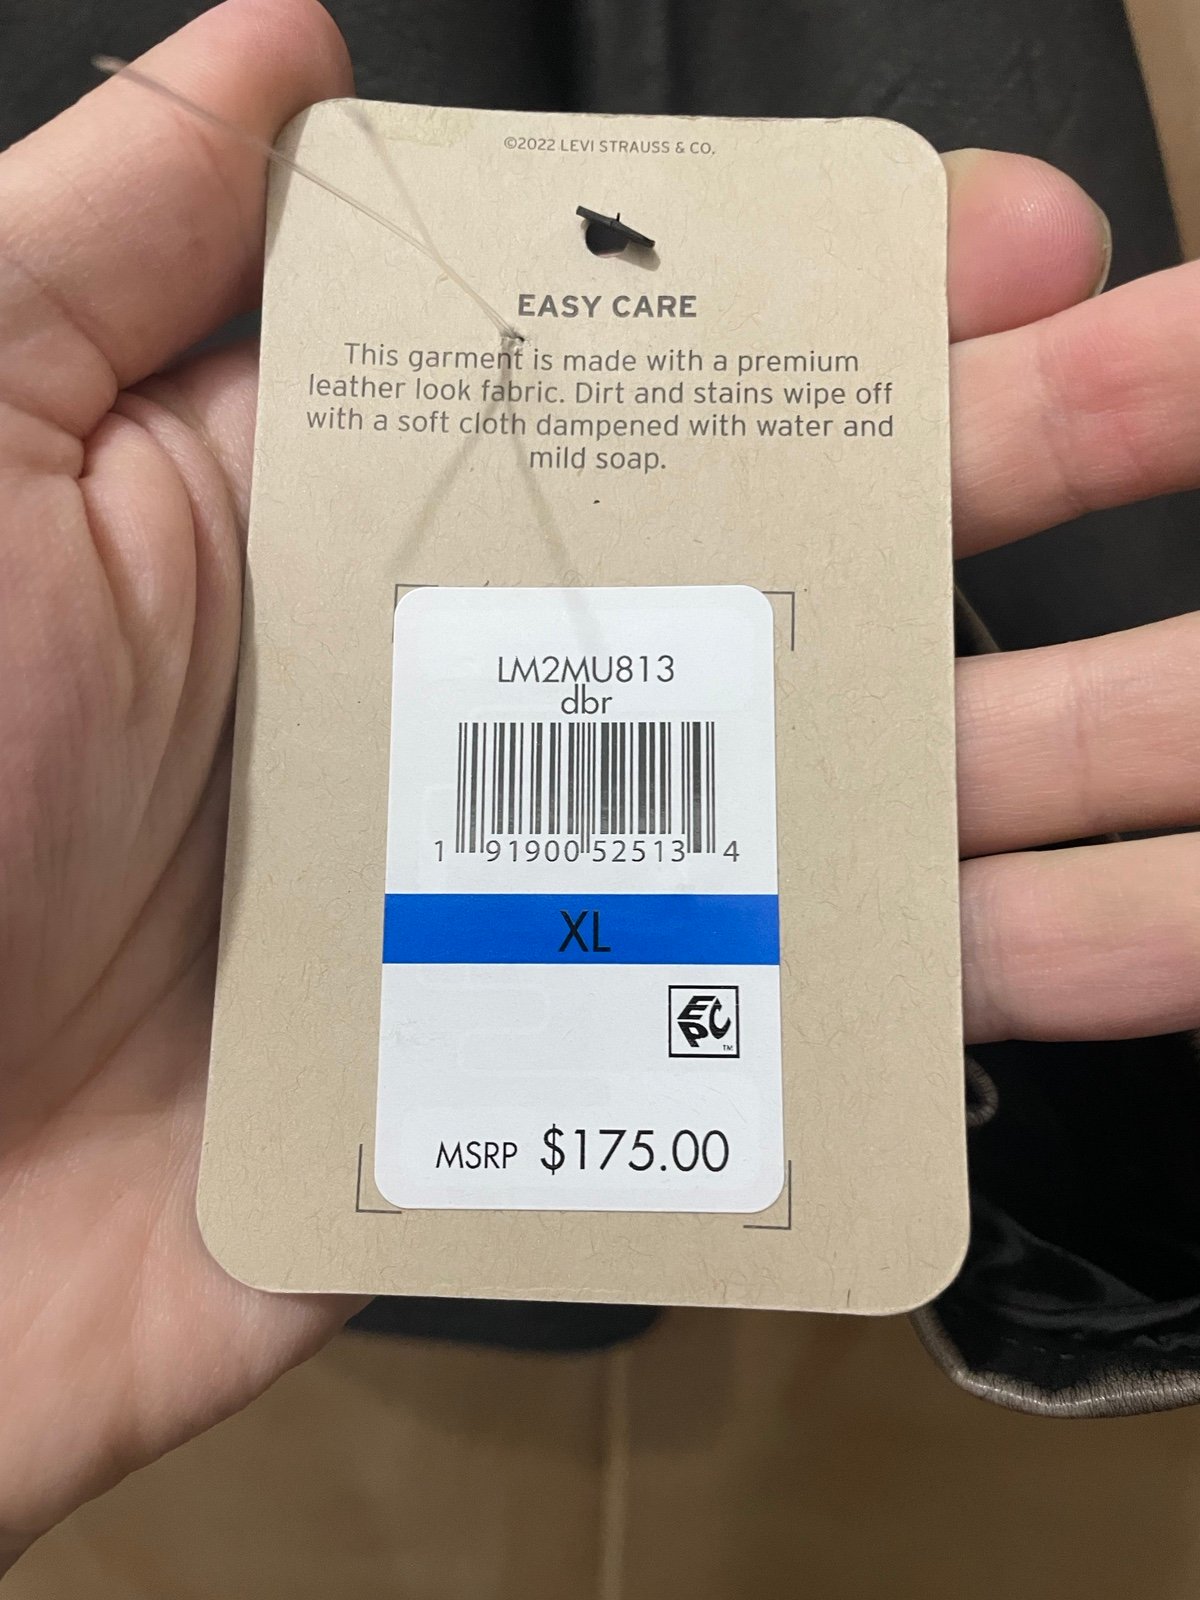 ©2022 LEVI STRAUSS & CO.
EASY CARE
This garment is made with a premium
leather look fabric. Dirt and stains wipe off
with a soft cloth dampened with water and
mild soap.
LM2MU813
dbr
1 91900 52513 4
XL
EPC
TM
MSRP $175.00